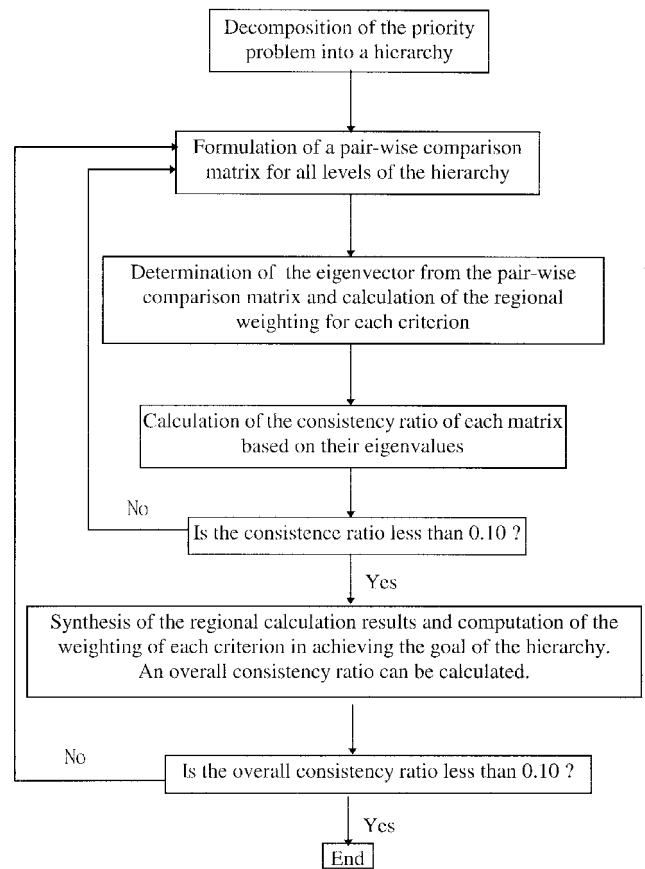 Decomposition of the priority
problem into a hierarchy
Formulation of a pair-wise comparison
matrix for all levels of the hierarchy
Determination of the eigenvector from the pair-wise
comparison matrix and calculation of the regional
weighting for each criterion
Calculation of the consistency ratio of each matrix
based on their eigenvalues
No
Is the consistence ratio less than 0.10 ?
Yes
Synthesis of the regional calculation results and computation of the
weighting of each criterion in achieving the goal of the hierarchy.
An overall consistency ratio can be calculated.
No
Is the overall consistency ratio less than 0.10 ?
Yes
End